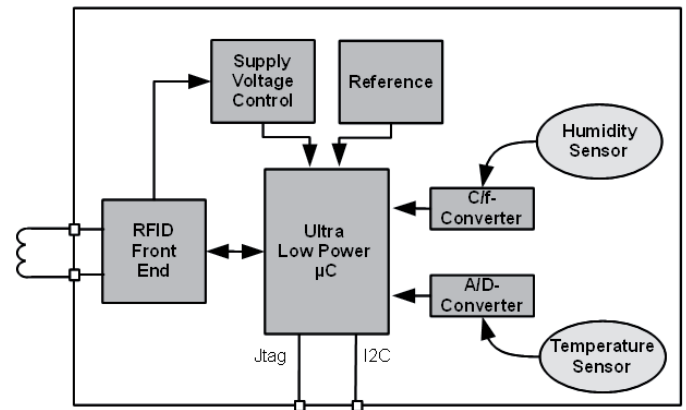 Supply
Voltage
Control
Reference
Humidity
Sensor
C/f-
Converter
RFID
Front
End
Ultra
Low Power
µC
A/D-
Converter
Temperature
Sensor
Jtag
I2C